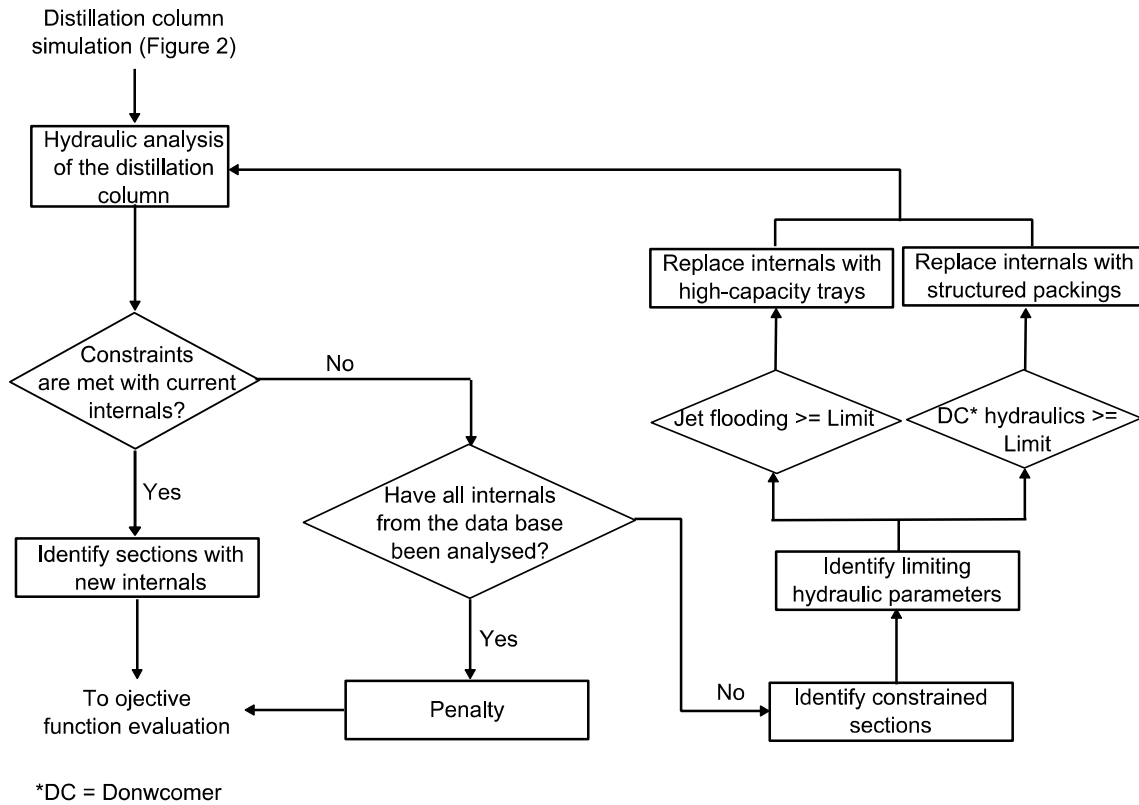 Distillation column
simulation (Figure 2)
Hydraulic analysis
of the distillation
column
Constraints
are met with current
internals?
No
Yes
Identify sections with
new internals
To ojective
function evaluation
Have all internals
from the data base
been analysed?
Yes
Penalty
No
Identify constrained
sections
Identify limiting
hydraulic parameters
Jet flooding >= Limit
DC* hydraulics >=
Limit
Replace internals with
high-capacity trays
Replace internals with
structured packings
*DC = Donwcomer